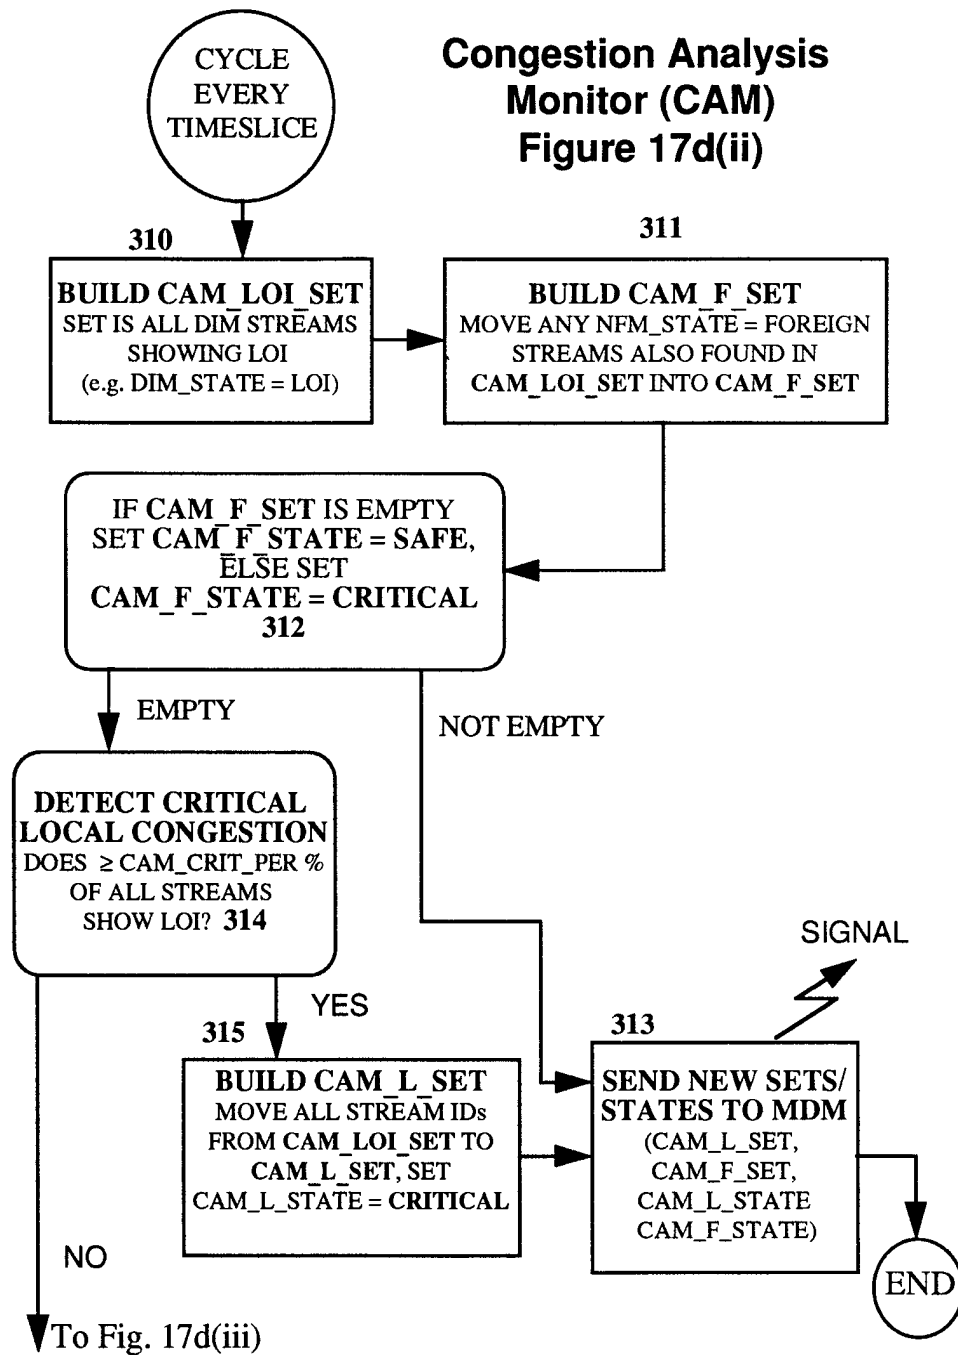 CYCLE
EVERY
TIMESLICE
Congestion Analysis
Monitor (CAM)
Figure 17d(ii)
310
BUILD CAM_LOI_SET
SET IS ALL DIM STREAMS
SHOWING LOI
(e.g. DIM_STATE = LOI)
311
BUILD CAM_F_SET
MOVE ANY NFM_STATE = FOREIGN
STREAMS ALSO FOUND IN
CAM_LOI_SET INTO CAM_F_SET
IF CAM_F_SET IS EMPTY
SET CAM_F_STATE = SAFE,
ELSE SET
CAM_F_STATE = CRITICAL
312
EMPTY
NOT EMPTY
DETECT CRITICAL
LOCAL CONGESTION
DOES ≥ CAM_CRIT_PER %
OF ALL STREAMS
SHOW LOI? 314
YES
SIGNAL
315
BUILD CAM_L_SET
MOVE ALL STREAM IDs
FROM CAM_LOI_SET TO
CAM_L_SET, SET
CAM_L_STATE = CRITICAL
313
SEND NEW SETS/
STATES TO MDM
(CAM_L_SET,
CAM_F_SET,
CAM_L_STATE
CAM_F_STATE)
NO
END
To Fig. 17d(iii)